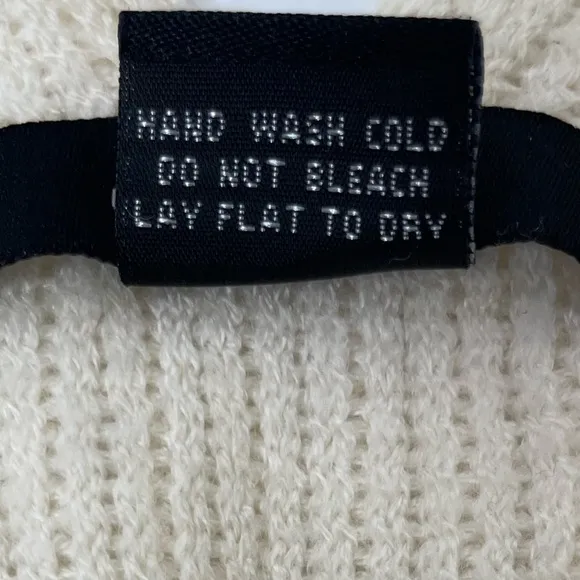 HAND WASH COLD
DO NOT BLEACH
LAY FLAT TO DRY